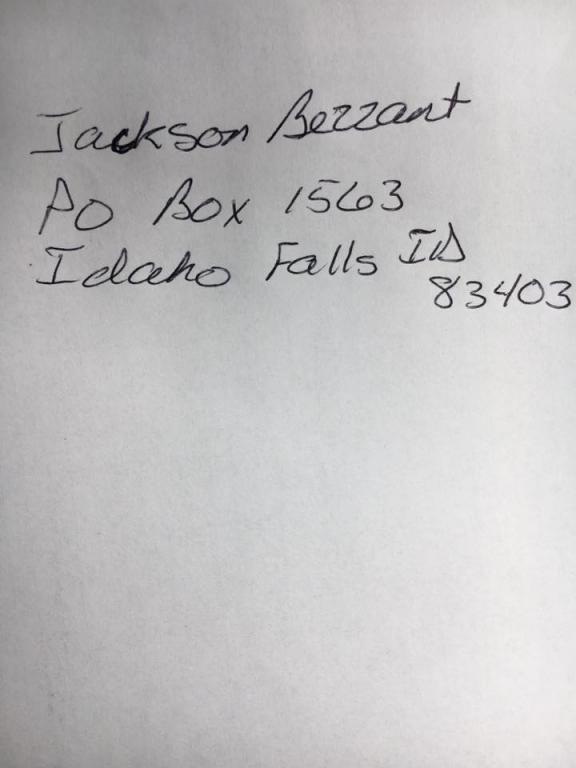 Jackson Bezzant
PO Box 1563
Idaho Falls ID
83403